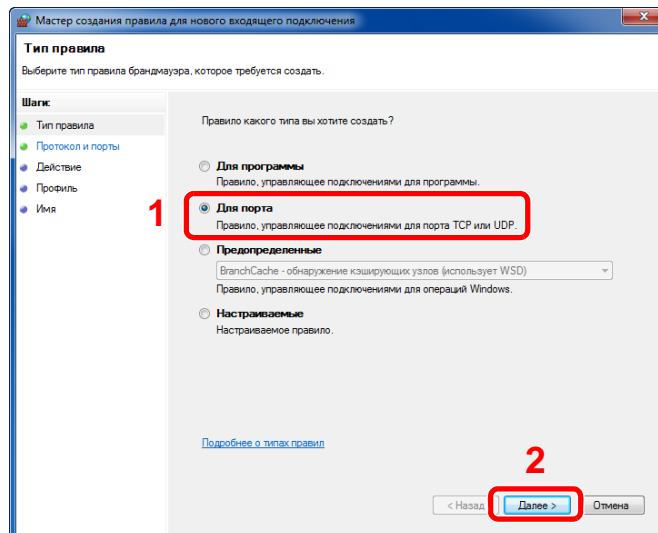 Мастер создания правила для нового входящего подключения
Тип правила
Выберите тип правила брандмауэра, которое требуется создать.
Шаги:
Тип правила
Протокол и порты
Действие
Профиль
Имя
Правило какого типа вы хотите создать?
Для программы
Правило, управляющее подключениями для программы.
1
Для порта
Правило, управляющее подключениями для порта TCP или UDP.
Предопределенные
BranchCache - обнаружение кэширующих узлов (использует WSD)
Правило, управляющее подключениями для операций Windows.
Настраиваемые
Настраиваемое правило.
Подробнее о типах правил
2
< Назад
Далее >
Отмена